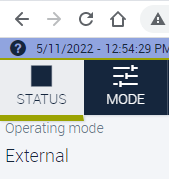 5/11/2022 - 12:54:29 PM
STATUS MODE
Operating mode
External